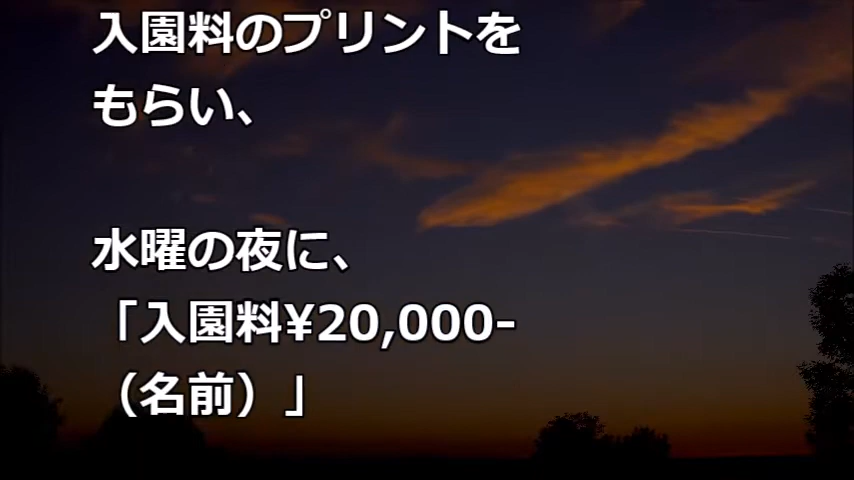 入園料のプリントを
もらい、
水曜の夜に、
「入園料¥20,000-
（名前）」